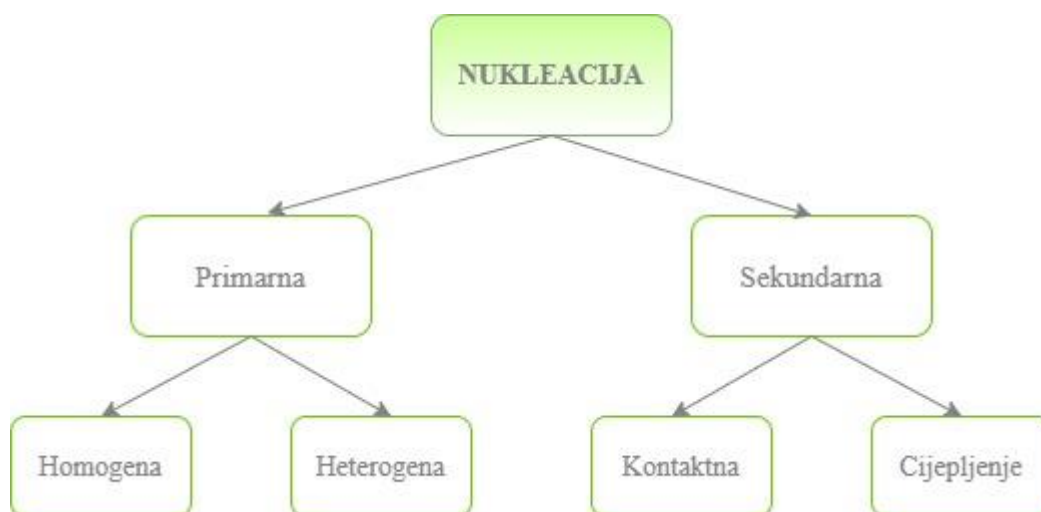 NUKLEACIJA
Primarna
Sekundarna
Homogena
Heterogena
Kontaktna
Cijepljenje